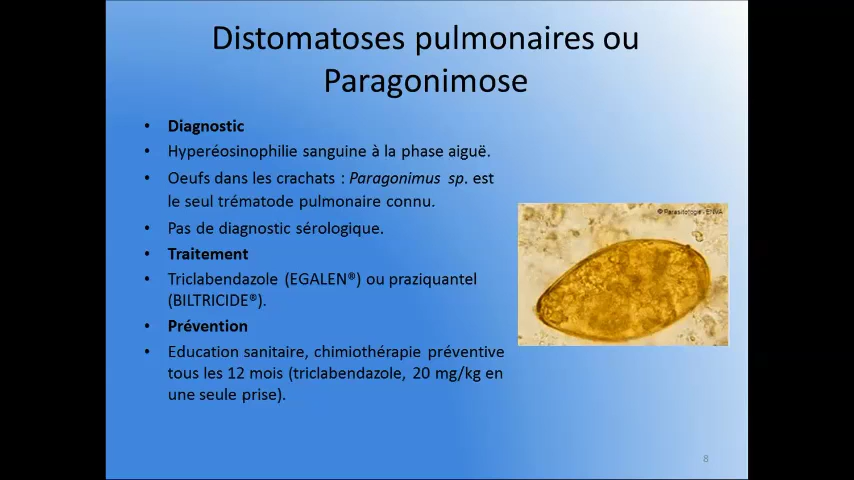 Distomatoses pulmonaires ou
Paragonimose
• Diagnostic
• Hyperéosinophilie sanguine à la phase aiguë.
• Oeufs dans les crachats : Paragonimus sp. est
le seul trématode pulmonaire connu.
• Pas de diagnostic sérologique.
• Traitement
• Triclabendazole (EGALEN®) ou praziquantel
(BILTRICIDE®).
• Prévention
• Education sanitaire, chimiothérapie préventive
tous les 12 mois (triclabendazole, 20 mg/kg en
une seule prise).
© Parasitologie - ENVA
8